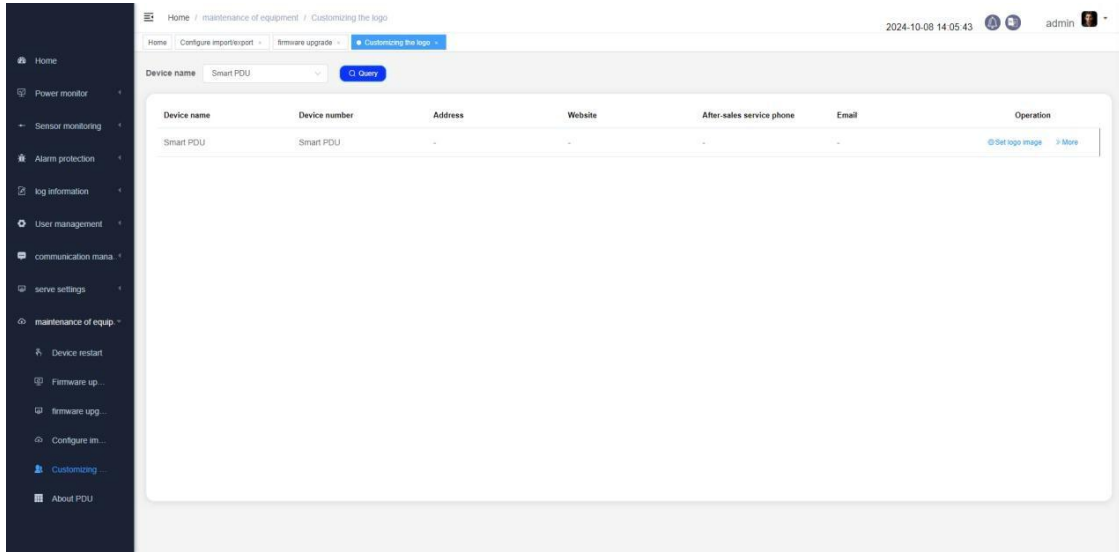 Home / maintenance of equipment / Customizing the logo
2024-10-08 14:05:43
admin
Home
Configure import/export ×
firmware upgrade ×
Customizing the logo ×
Home
Power monitor
Sensor monitoring
Alarm protection
log information
User management
communication mana..
serve settings
maintenance of equip..
Device restart
Firmware up...
firmware upg...
Configure im...
Customizing ...
About PDU
Device name Smart PDU Query
Device name Device number Address Website After-sales service phone Email Operation
Smart PDU Smart PDU - - - - Set logo image > More